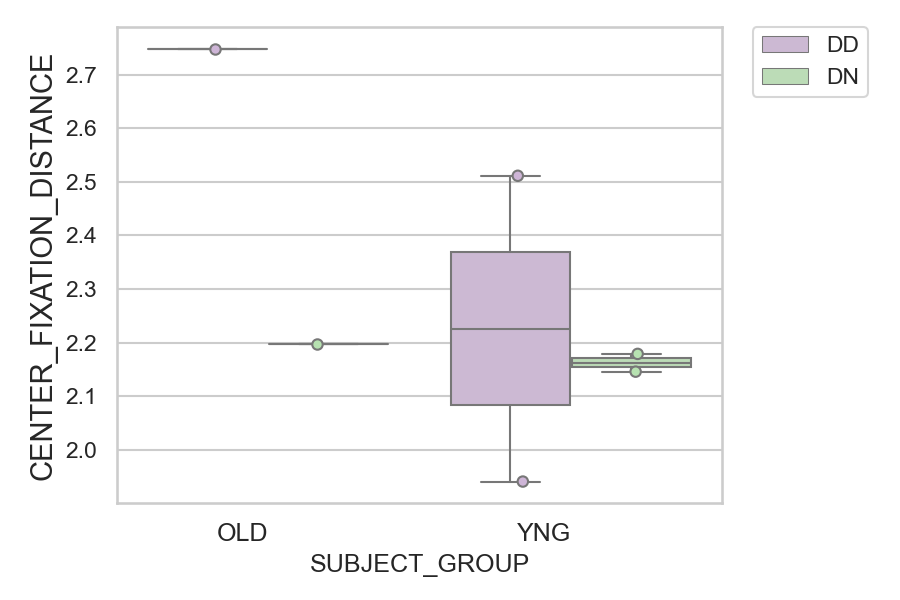 DD
DN
CENTER_FIXATION_DISTANCE
2.7
2.6
2.5
2.4
2.3
2.2
2.1
2.0
OLD
YNG
SUBJECT_GROUP